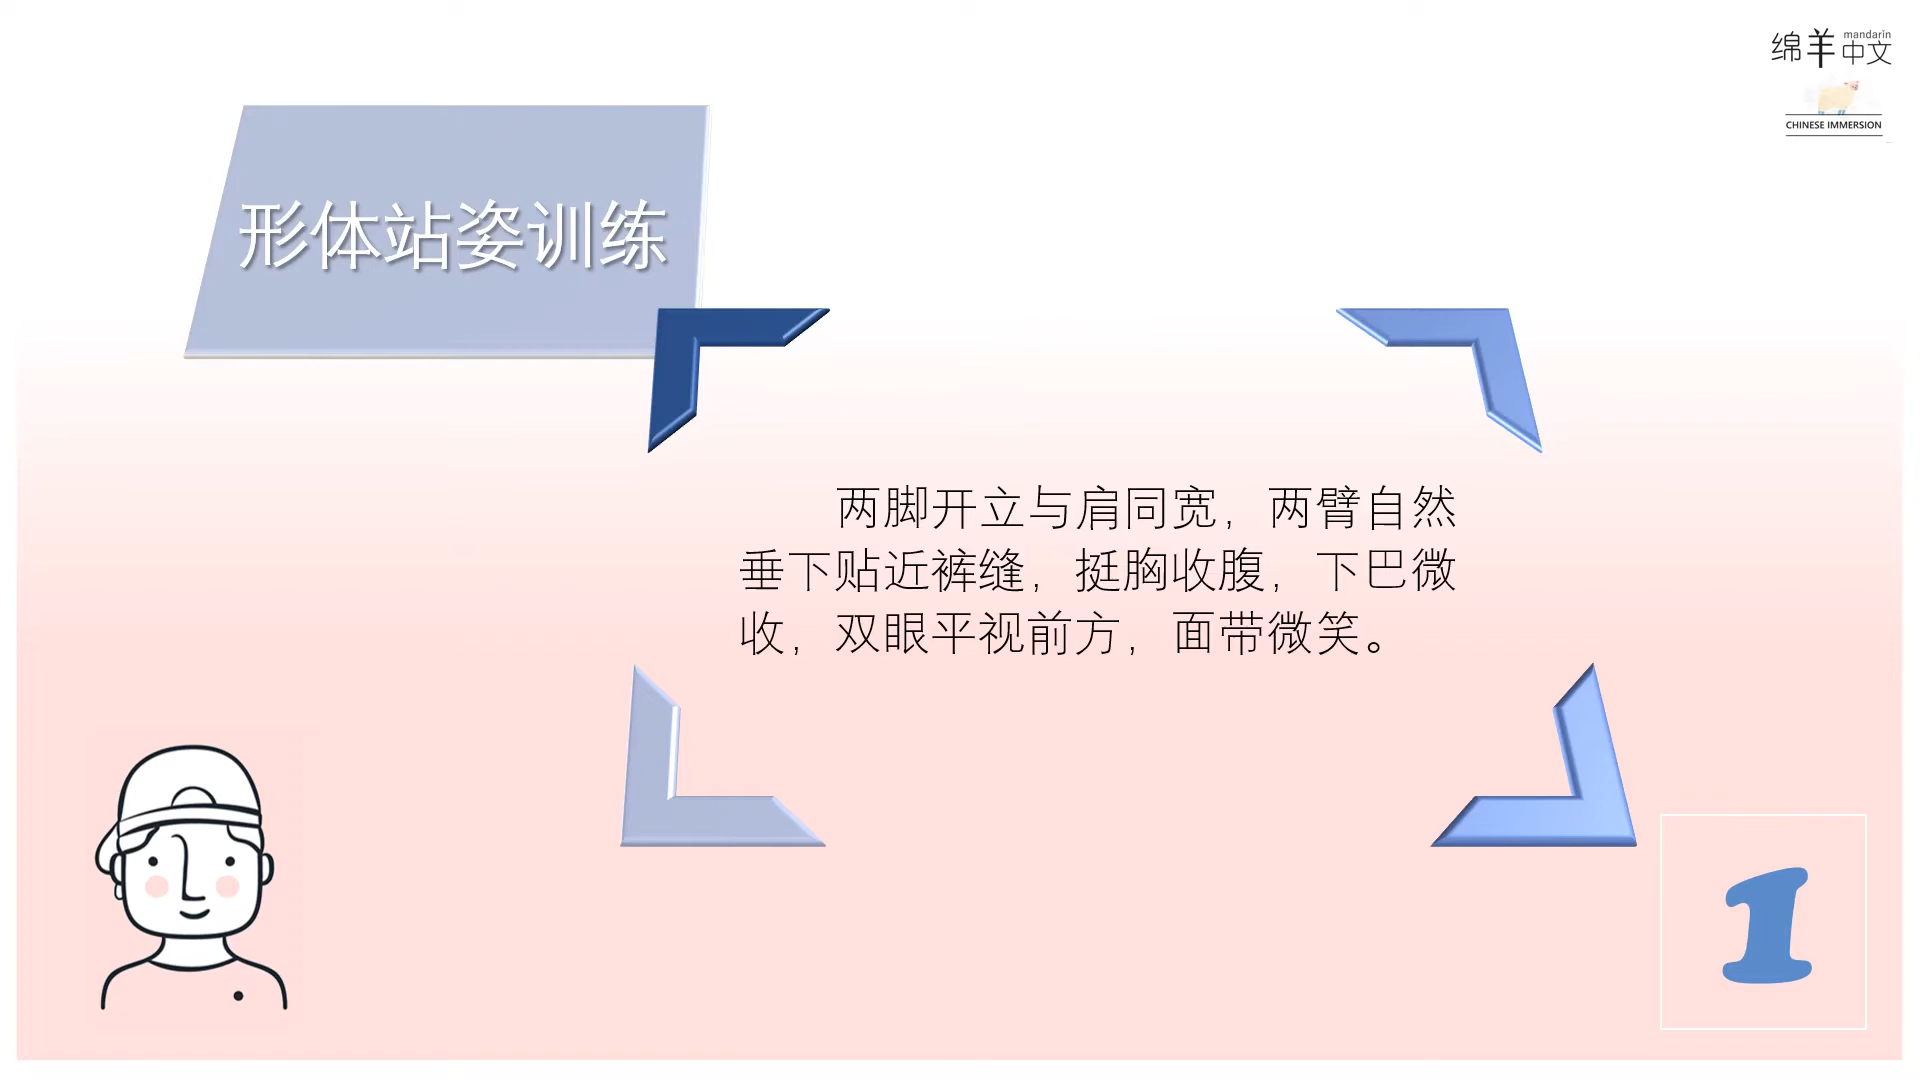 绵羊中文
mandarin
CHINESE IMMERSION
形体站姿训练
两脚开立与肩同宽，两臂自然
垂下贴近裤缝，挺胸收腹，下巴微
收，双眼平视前方，面带微笑。
1